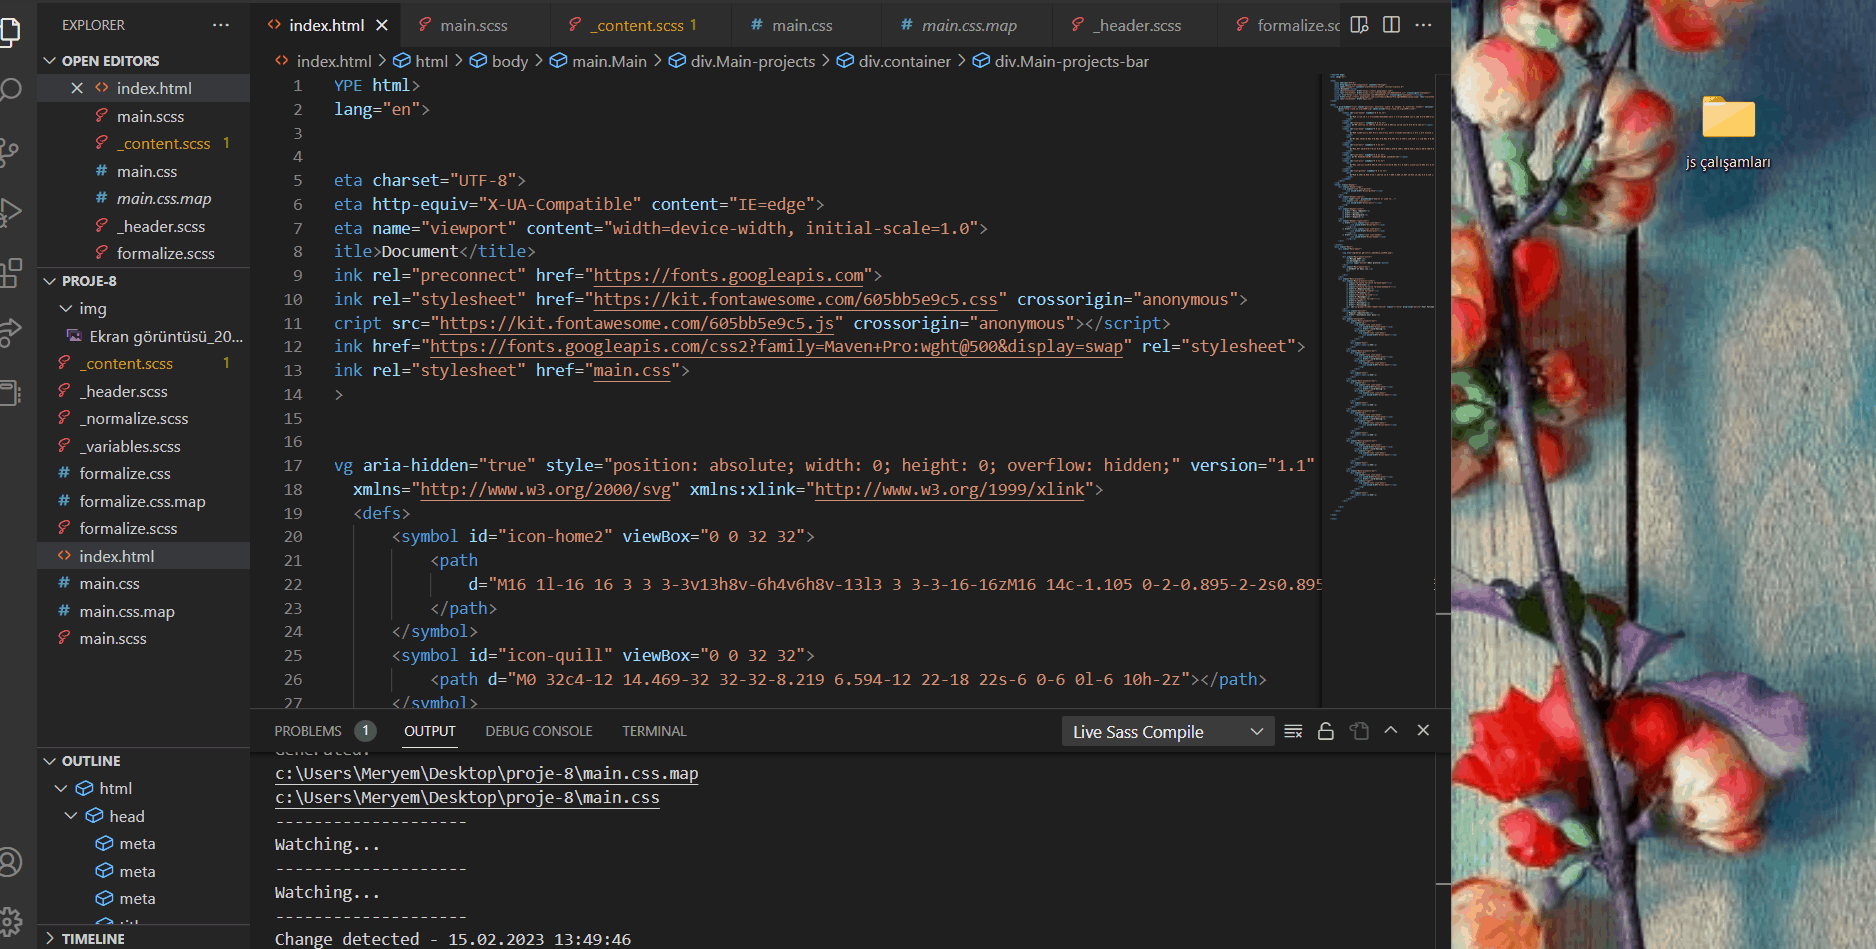 EXPLORER
OPEN EDITORS
index.html
main.scss
_content.scss 1
main.css
main.css.map
_header.scss
formalize.scss
PROJE-8
img
Ekran görüntüsü_20...
_content.scss 1
_header.scss
_normalize.scss
_variables.scss
formalize.css
formalize.css.map
formalize.scss
index.html
main.css
main.css.map
main.scss
OUTLINE
html
head
meta
meta
meta
TIMELINE
index.html main.scss _content.scss 1 main.css main.css.map _header.scss formalize.sc
index.html > html > body > main.Main > div.Main-projects > div.container > div.Main-projects-bar
1 YPE html>
2 lang="en">
3
4
5 eta charset="UTF-8">
6 eta http-equiv="X-UA-Compatible" content="IE=edge">
7 eta name="viewport" content="width=device-width, initial-scale=1.0">
8 itle>Document</title>
9 ink rel="preconnect" href="https://fonts.googleapis.com">
10 ink rel="stylesheet" href="https://kit.fontawesome.com/605bb5e9c5.css" crossorigin="anonymous">
11 cript src="https://kit.fontawesome.com/605bb5e9c5.js" crossorigin="anonymous"></script>
12 ink href="https://fonts.googleapis.com/css2?family=Maven+Pro:wght@500&display=swap" rel="stylesheet">
13 ink rel="stylesheet" href="main.css">
14 >
15
16
17 vg aria-hidden="true" style="position: absolute; width: 0; height: 0; overflow: hidden;" version="1.1"
18 xmlns="http://www.w3.org/2000/svg" xmlns:xlink="http://www.w3.org/1999/xlink">
19 <defs>
20 <symbol id="icon-home2" viewBox="0 0 32 32">
21 <path
22 d="M16 1l-16 16 3 3 3-3v13h8v-6h4v6h8v-13l3 3 3-3-16-16zM16 14c-1.105 0-2-0.895-2-2s0.895
23 </path>
24 </symbol>
25 <symbol id="icon-quill" viewBox="0 0 32 32">
26 <path d="M0 32c4-12 14.469-32 32-32-8.219 6.594-12 22-18 22s-6 0-6 0l-6 10h-2z"></path>
27 </symbol>
PROBLEMS 1 OUTPUT DEBUG CONSOLE TERMINAL
Live Sass Compile
Generated:
c:\Users\Meryem\Desktop\proje-8\main.css.map
c:\Users\Meryem\Desktop\proje-8\main.css
--------------------
Watching...
--------------------
Watching...
--------------------
Change detected - 15.02.2023 13:49:46
js çalışamları